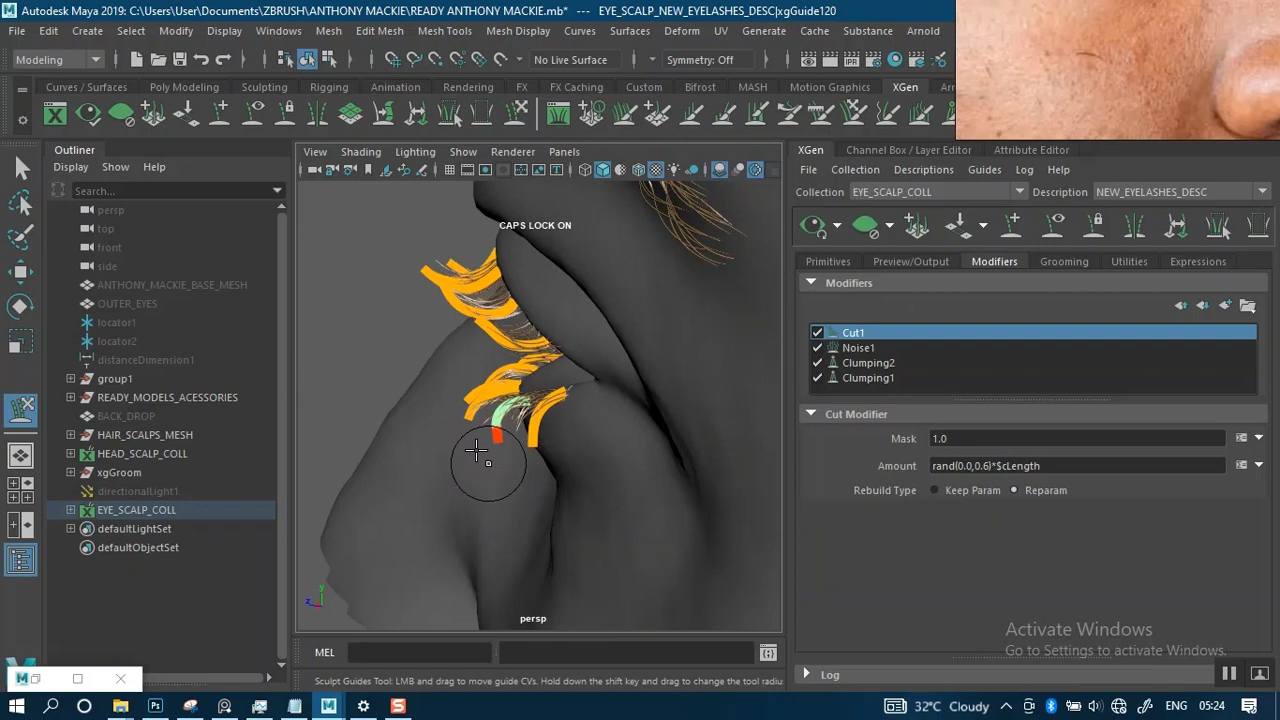 Autodesk Maya 2019: C:\Users\User\Documents\ZBRUSH\ANTHONY MACKIE\READY ANTHONY MACKIE.mb* --- EYE_SCALP_NEW_EYELASHES_DESC|xgGuide120
File Edit Create Select Modify Display Windows Mesh Edit Mesh Mesh Tools Mesh Display Curves Surfaces Deform UV Generate Cache Substance Arnold
Modeling No Live Surface Symmetry: Off
Curves / Surfaces Poly Modeling Sculpting Rigging Animation Rendering FX FX Caching Custom Bifrost MASH Motion Graphics XGen
Outliner
Display Show Help
Search...
persp
top
front
side
ANTHONY_MACKIE_BASE_MESH
OUTER_EYES
locator1
locator2
distanceDimension1
group1
READY_MODELS_ACESSORIES
BACK_DROP
HAIR_SCALPS_MESH
HEAD_SCALP_COLL
xgGroom
directionalLight1
EYE_SCALP_COLL
defaultLightSet
defaultObjectSet
View Shading Lighting Show Renderer Panels
CAPS LOCK ON
y
z
persp
MEL
Sculpt Guides Tool: LMB and drag to move guide CVs. Hold down the shift key and drag to change the tool radiu
XGen Channel Box / Layer Editor Attribute Editor
File Collection Descriptions Guides Log Help
Collection EYE_SCALP_COLL Description NEW_EYELASHES_DESC
Primitives Preview/Output Modifiers Grooming Utilities Expressions
Modifiers
Cut1
Noise1
Clumping2
Clumping1
Cut Modifier
Mask 1.0
Amount rand(0.0,0.6)*$cLength
Rebuild Type Keep Param Reparam
Activate Windows
Go to Settings to activate Windows.
Log
32°C Cloudy ENG 05:24